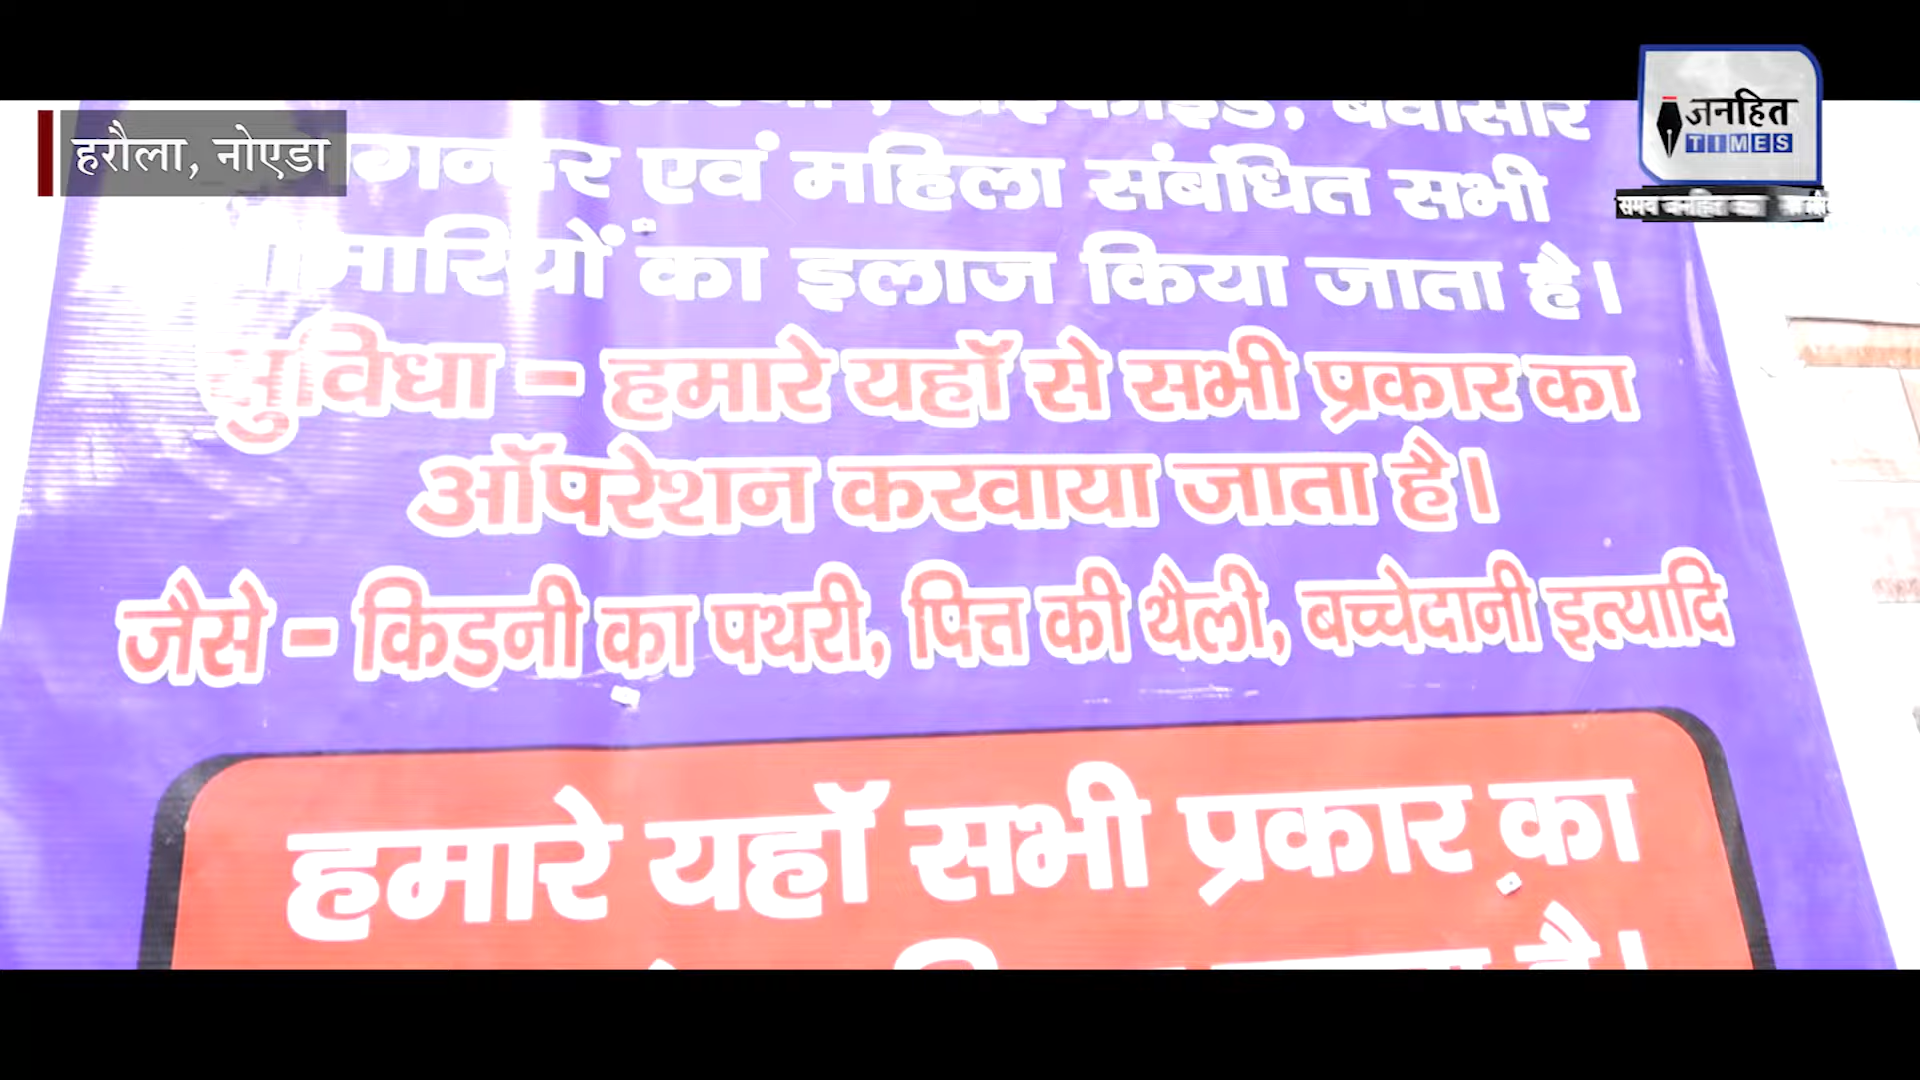 हरौला, नोएडा
जनहित
TIMES
एवं महिला संबंधित सभी
का इलाज किया जाता है।
सुविधा - हमारे यहाँ से सभी प्रकार का
ऑपरेशन करवाया जाता है।
जैसे - किडनी का पथरी, पित्त की थैली, बच्चेदानी इत्यादि
हमारे यहाँ सभी प्रकार का
है।